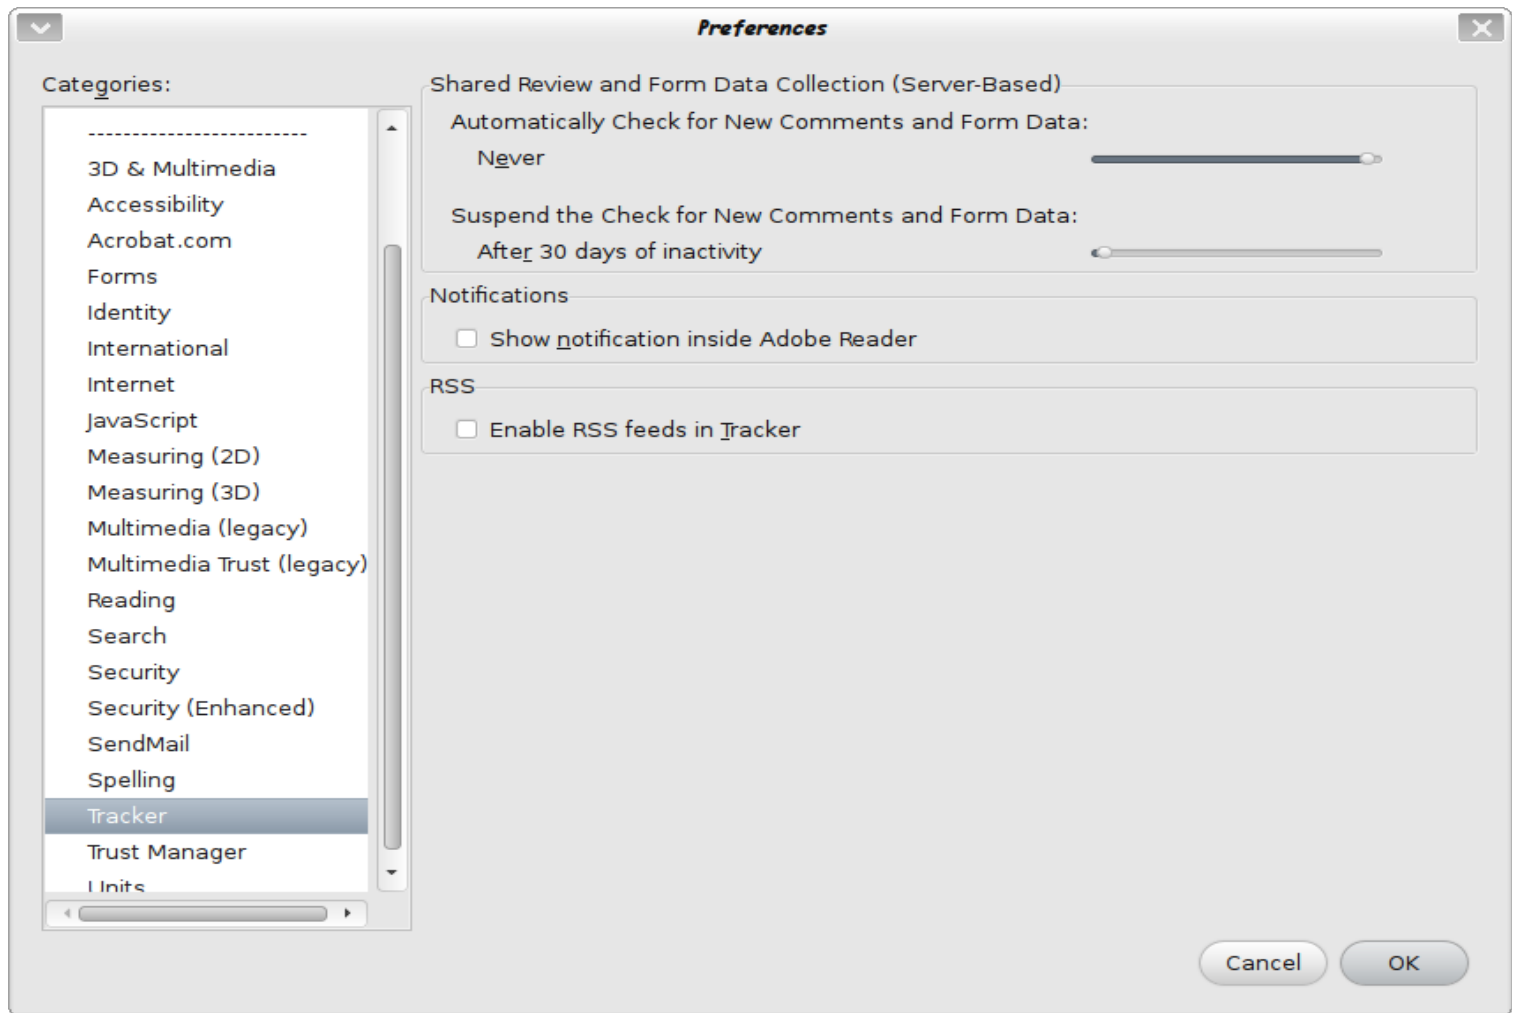 Preferences
Categories:
-------------------------
3D & Multimedia
Accessibility
Acrobat.com
Forms
Identity
International
Internet
JavaScript
Measuring (2D)
Measuring (3D)
Multimedia (legacy)
Multimedia Trust (legacy)
Reading
Search
Security
Security (Enhanced)
SendMail
Spelling
Tracker
Trust Manager
Units
Shared Review and Form Data Collection (Server-Based)
Automatically Check for New Comments and Form Data:
Never
Suspend the Check for New Comments and Form Data:
After 30 days of inactivity
Notifications
Show notification inside Adobe Reader
RSS
Enable RSS feeds in Tracker
Cancel
OK